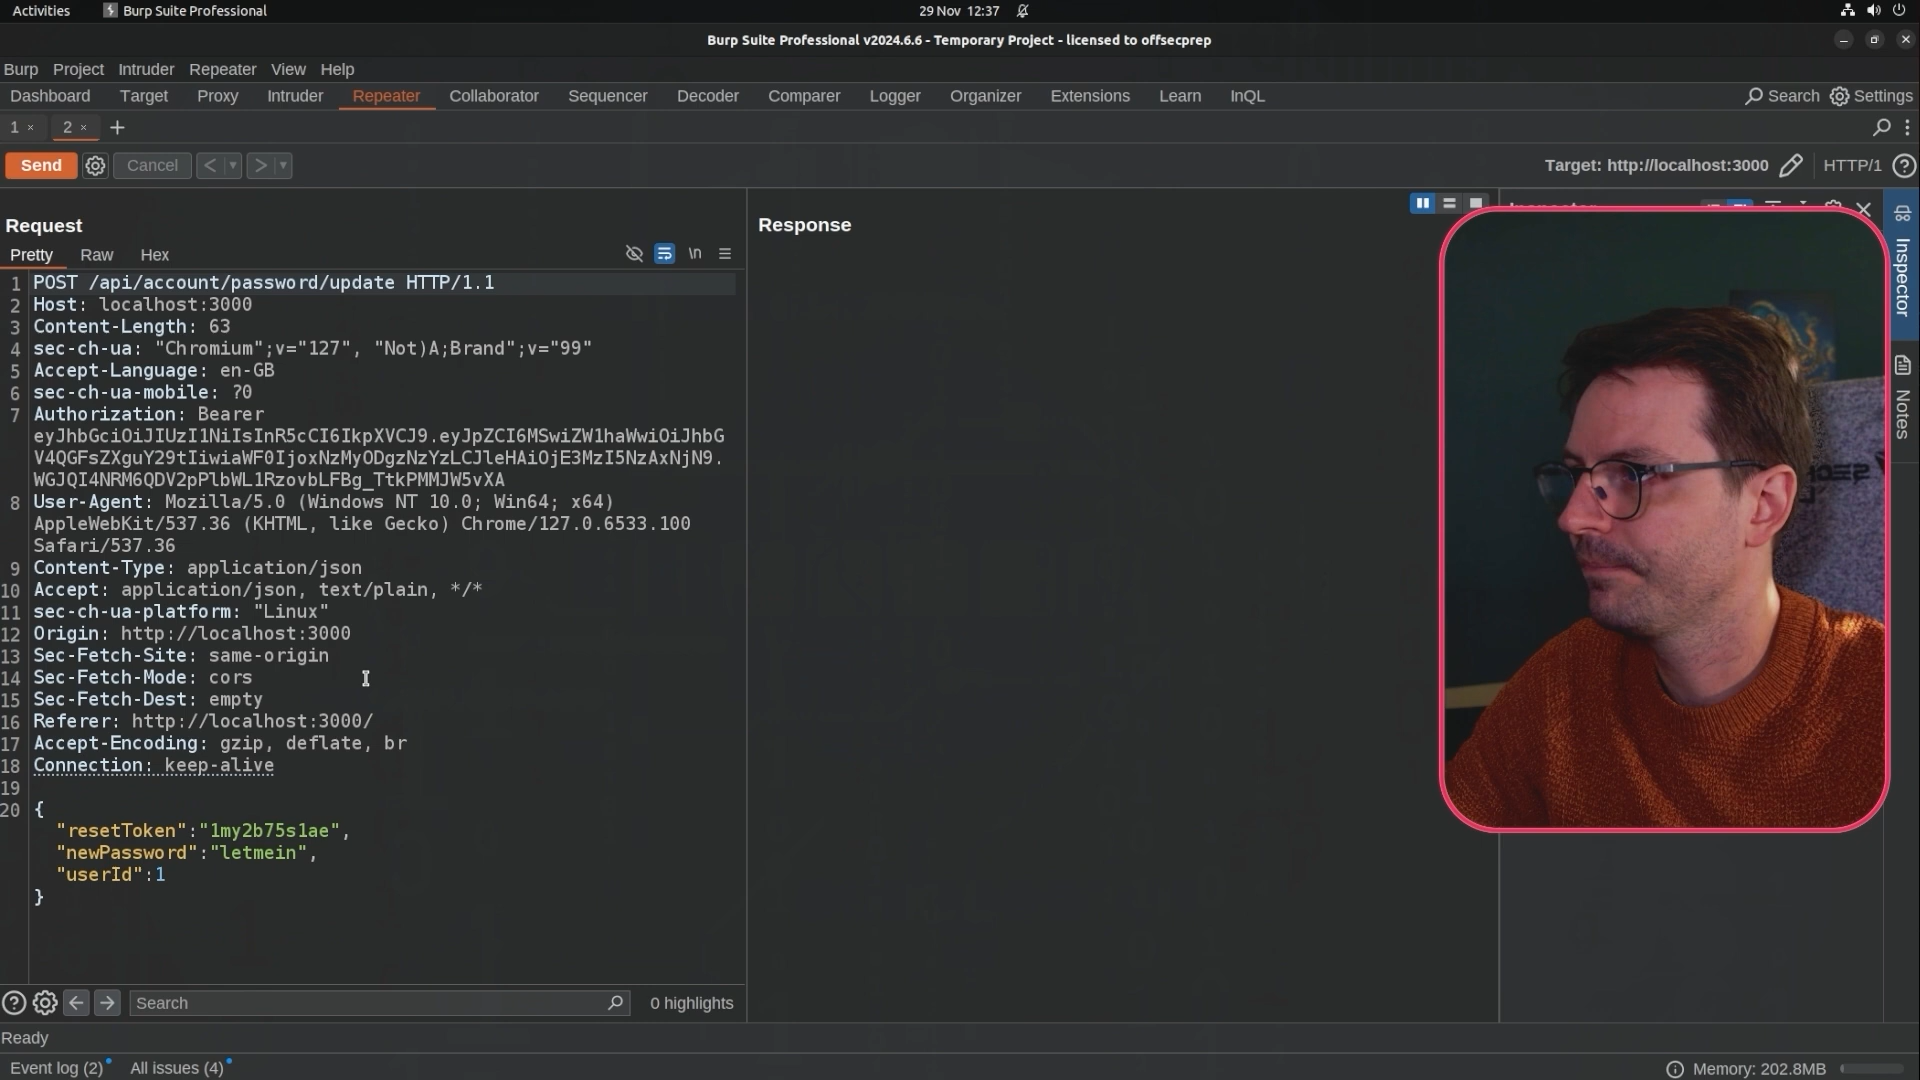 Activities Burp Suite Professional 29 Nov 12:37
Burp Suite Professional v2024.6.6 - Temporary Project - licensed to offsecprep
Burp Project Intruder Repeater View Help
Dashboard Target Proxy Intruder Repeater Collaborator Sequencer Decoder Comparer Logger Organizer Extensions Learn InQL Search Settings
1 × 2 × +
Send Cancel < > Target: http://localhost:3000 HTTP/1
Request
Response
Pretty Raw Hex \n
1 POST /api/account/password/update HTTP/1.1
2 Host: localhost:3000
3 Content-Length: 63
4 sec-ch-ua: "Chromium";v="127", "Not)A;Brand";v="99"
5 Accept-Language: en-GB
6 sec-ch-ua-mobile: ?0
7 Authorization: Bearer
eyJhbGciOiJIUzI1NiIsInR5cCI6IkpXVCJ9.eyJpZCI6MSwiZW1haWwiOiJhbG
V4QGFsZXguY29tIiwiaWF0IjoxNzMyODgzNzYzLCJleHAiOjE3MzI5NzAxNjN9.
WGJQI4NRM6QDV2pPlbWL1RzovbLFBg_TtkPMMJW5vXA
8 User-Agent: Mozilla/5.0 (Windows NT 10.0; Win64; x64)
AppleWebKit/537.36 (KHTML, like Gecko) Chrome/127.0.6533.100
Safari/537.36
9 Content-Type: application/json
10 Accept: application/json, text/plain, */*
11 sec-ch-ua-platform: "Linux"
12 Origin: http://localhost:3000
13 Sec-Fetch-Site: same-origin
14 Sec-Fetch-Mode: cors
15 Sec-Fetch-Dest: empty
16 Referer: http://localhost:3000/
17 Accept-Encoding: gzip, deflate, br
18 Connection: keep-alive
19
20 {
"resetToken":"1my2b75s1ae",
"newPassword":"letmein",
"userId":1
}
Inspector
Notes
Search 0 highlights
Ready
Event log (2) All issues (4) Memory: 202.8MB